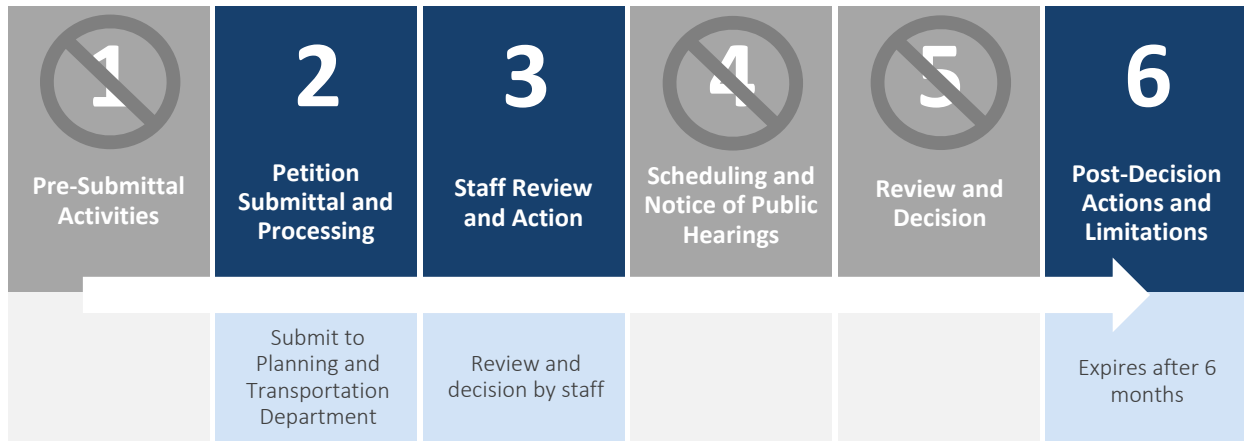 1
Pre-Submittal
Activities
2
Petition
Submittal and
Processing
3
Staff Review
and Action
4
Scheduling and
Notice of Public
Hearings
5
Review and
Decision
6
Post-Decision
Actions and
Limitations
Submit to
Planning and
Transportation
Department
Review and
decision by staff
Expires after 6
months